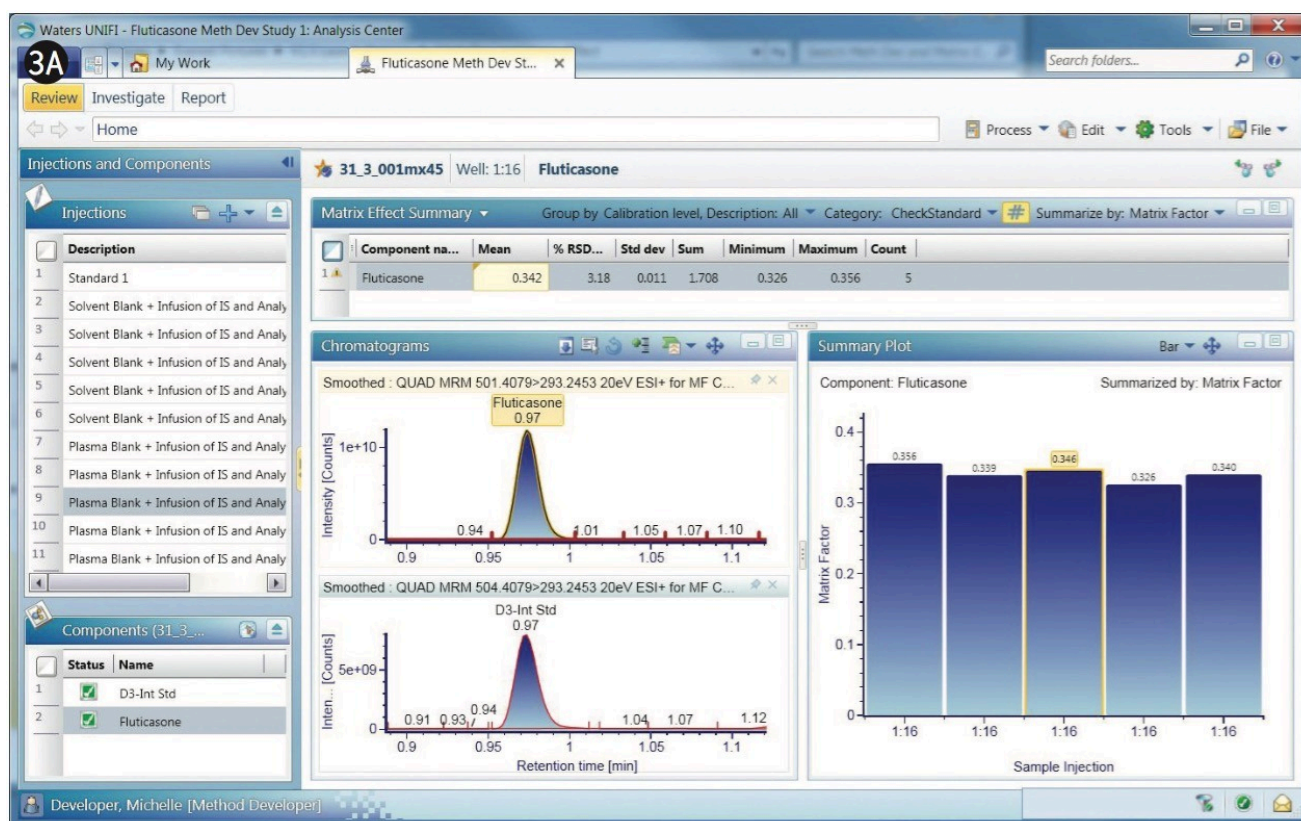 Waters UNIFI - Fluticasone Meth Dev Study 1: Analysis Center
3A
My Work
Fluticasone Meth Dev St...
Search folders...
Review Investigate Report
Home
Process Edit Tools File
Injections and Components
31_3_001mx45 Well: 1:16 Fluticasone
Injections
Description
1 Standard 1
2 Solvent Blank + Infusion of IS and Analy
3 Solvent Blank + Infusion of IS and Analy
4 Solvent Blank + Infusion of IS and Analy
5 Solvent Blank + Infusion of IS and Analy
6 Solvent Blank + Infusion of IS and Analy
7 Plasma Blank + Infusion of IS and Analy
8 Plasma Blank + Infusion of IS and Analy
9 Plasma Blank + Infusion of IS and Analy
10 Plasma Blank + Infusion of IS and Analy
11 Plasma Blank + Infusion of IS and Analy
Components (31_3_...
Status Name
1 D3-Int Std
2 Fluticasone
Matrix Effect Summary Group by Calibration level, Description: All Category: CheckStandard Summarize by: Matrix Factor
Component na... Mean % RSD... Std dev Sum Minimum Maximum Count
1 Fluticasone 0.342 3.18 0.011 1.708 0.326 0.356 5
Chromatograms
Smoothed : QUAD MRM 501.4079>293.2453 20eV ESI+ for MF C...
Fluticasone
0.97
Intensity [Counts]
1e+10
0
0.94 1.01 1.05 1.07 1.10
0.9 0.95 1 1.05 1.1
Smoothed : QUAD MRM 504.4079>293.2453 20eV ESI+ for MF C...
D3-Int Std
0.97
Inten... [Counts]
5e+09
0
0.91 0.93 0.94 1.04 1.07 1.12
0.9 0.95 1 1.05 1.1
Retention time [min]
Summary Plot Bar
Component: Fluticasone Summarized by: Matrix Factor
Matrix Factor
0.4
0.3
0.2
0.1
0
0.356 0.339 0.346 0.326 0.340
1:16 1:16 1:16 1:16 1:16
Sample Injection
Developer, Michelle [Method Developer]